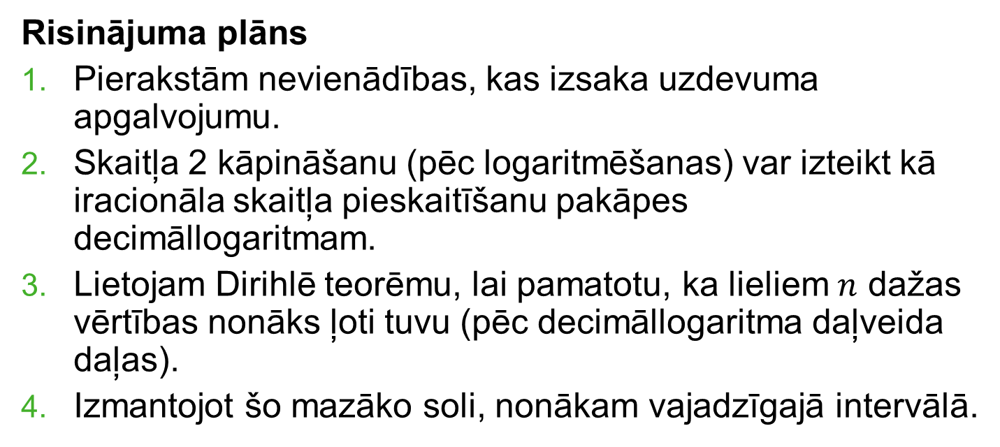 Risinājuma plāns
1. Pierakstām nevienādības, kas izsaka uzdevuma
apgalvojumu.
2. Skaitļa 2 kāpināšanu (pēc logaritmēšanas) var izteikt kā
iracionāla skaitļa pieskaitīšanu pakāpes
decimāllogaritmam.
3. Lietojam Dirihlē teorēmu, lai pamatotu, ka lieliem 𝑛 dažas
vērtības nonāks ļoti tuvu (pēc decimāllogaritma daļveida
daļas).
4. Izmantojot šo mazāko soli, nonākam vajadzīgajā intervālā.